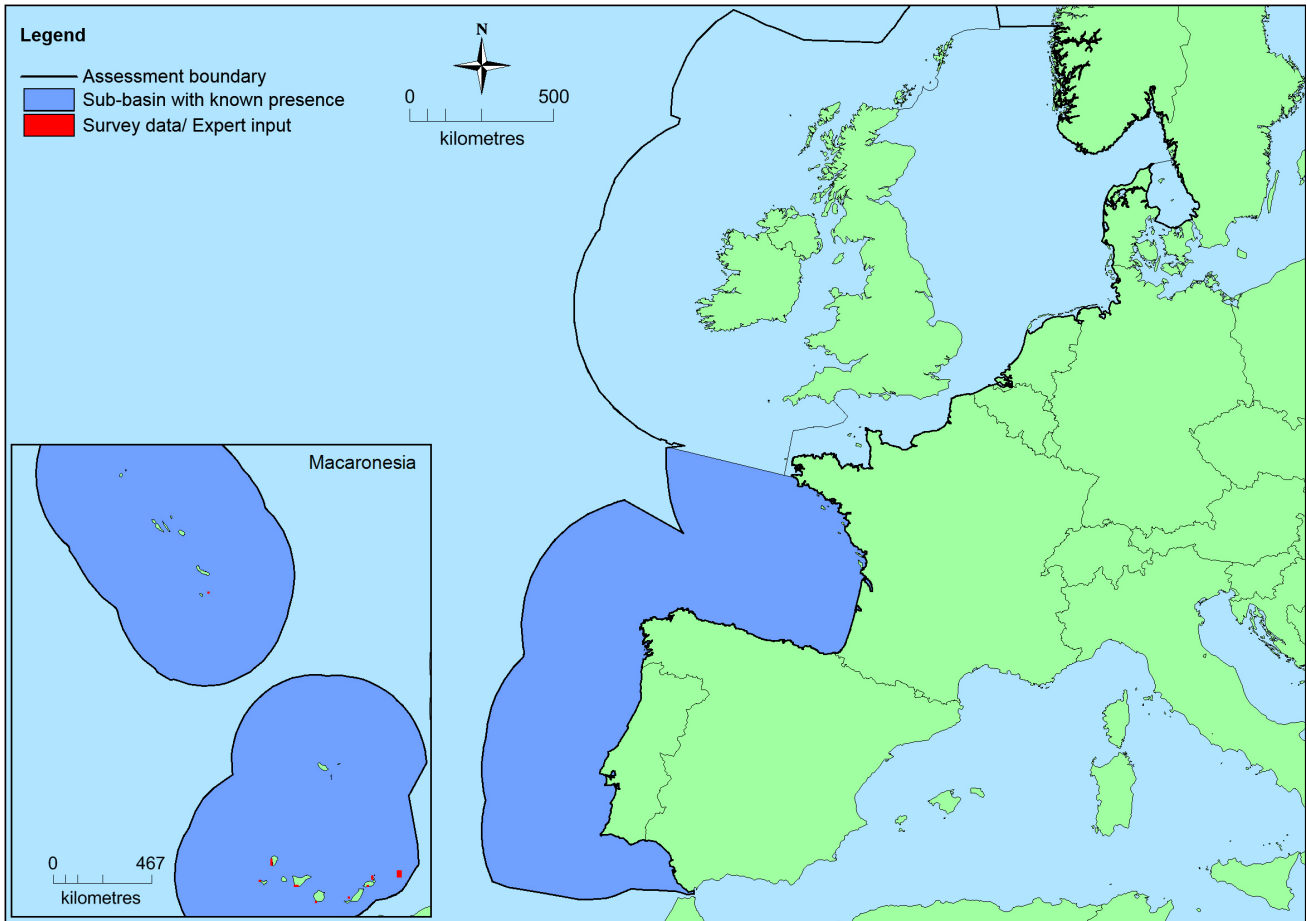 Legend
Assessment boundary
Sub-basin with known presence
Survey data/ Expert input
N
0 500
kilometres
Macaronesia
0 467
kilometres